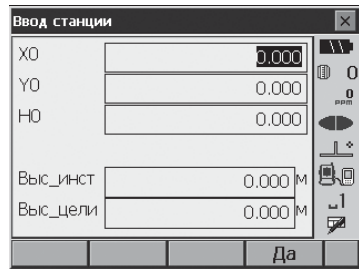 Ввод станции
X0 0.000
Y0 0.000
H0 0.000
Выс_инст 0.000 М
Выс_цели 0.000 М
Да
0
0
ppm
1